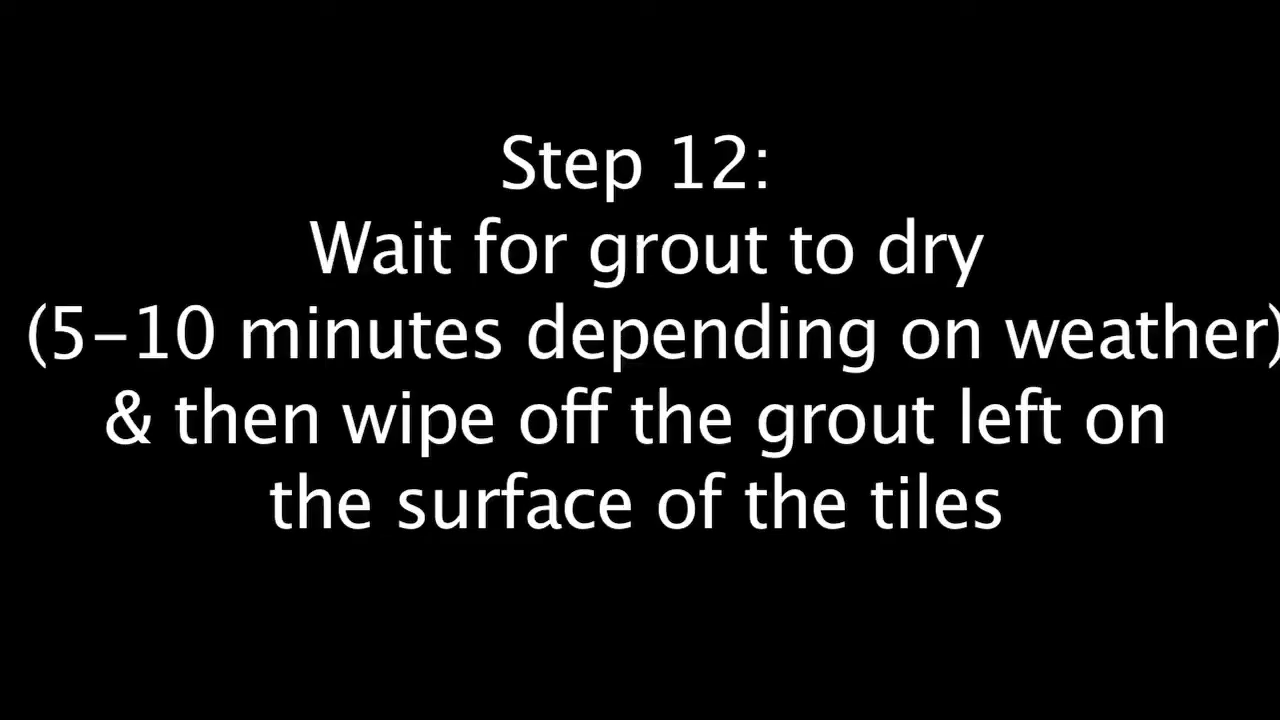 Step 12:
Wait for grout to dry
(5-10 minutes depending on weather)
& then wipe off the grout left on
the surface of the tiles